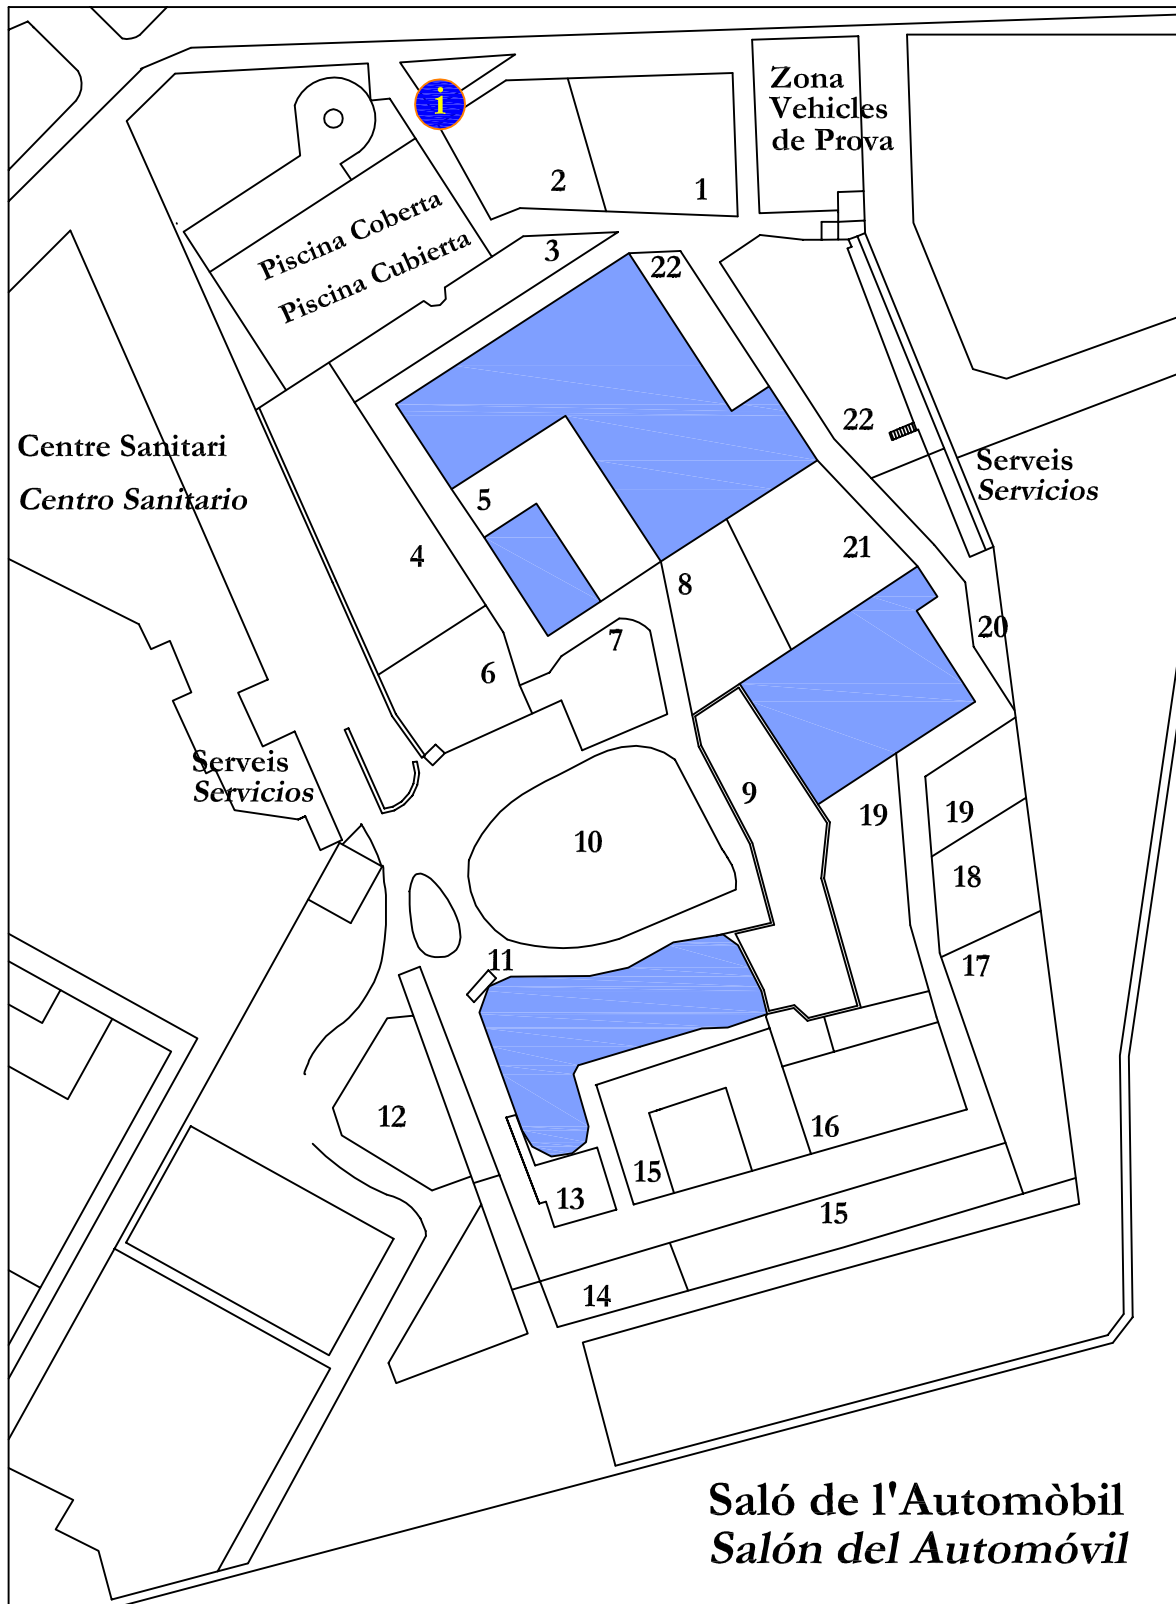 i
Zona
Vehicles
de Prova
2
1
Piscina Coberta
Piscina Cubierta
3
22
22
Centre Sanitari
Centro Sanitario
Serveis
Servicios
5
4
21
8
20
7
6
Serveis
Servicios
9
10
19
19
18
11
17
12
16
15
13
15
14
Saló de l'Automòbil
Salón del Automóvil